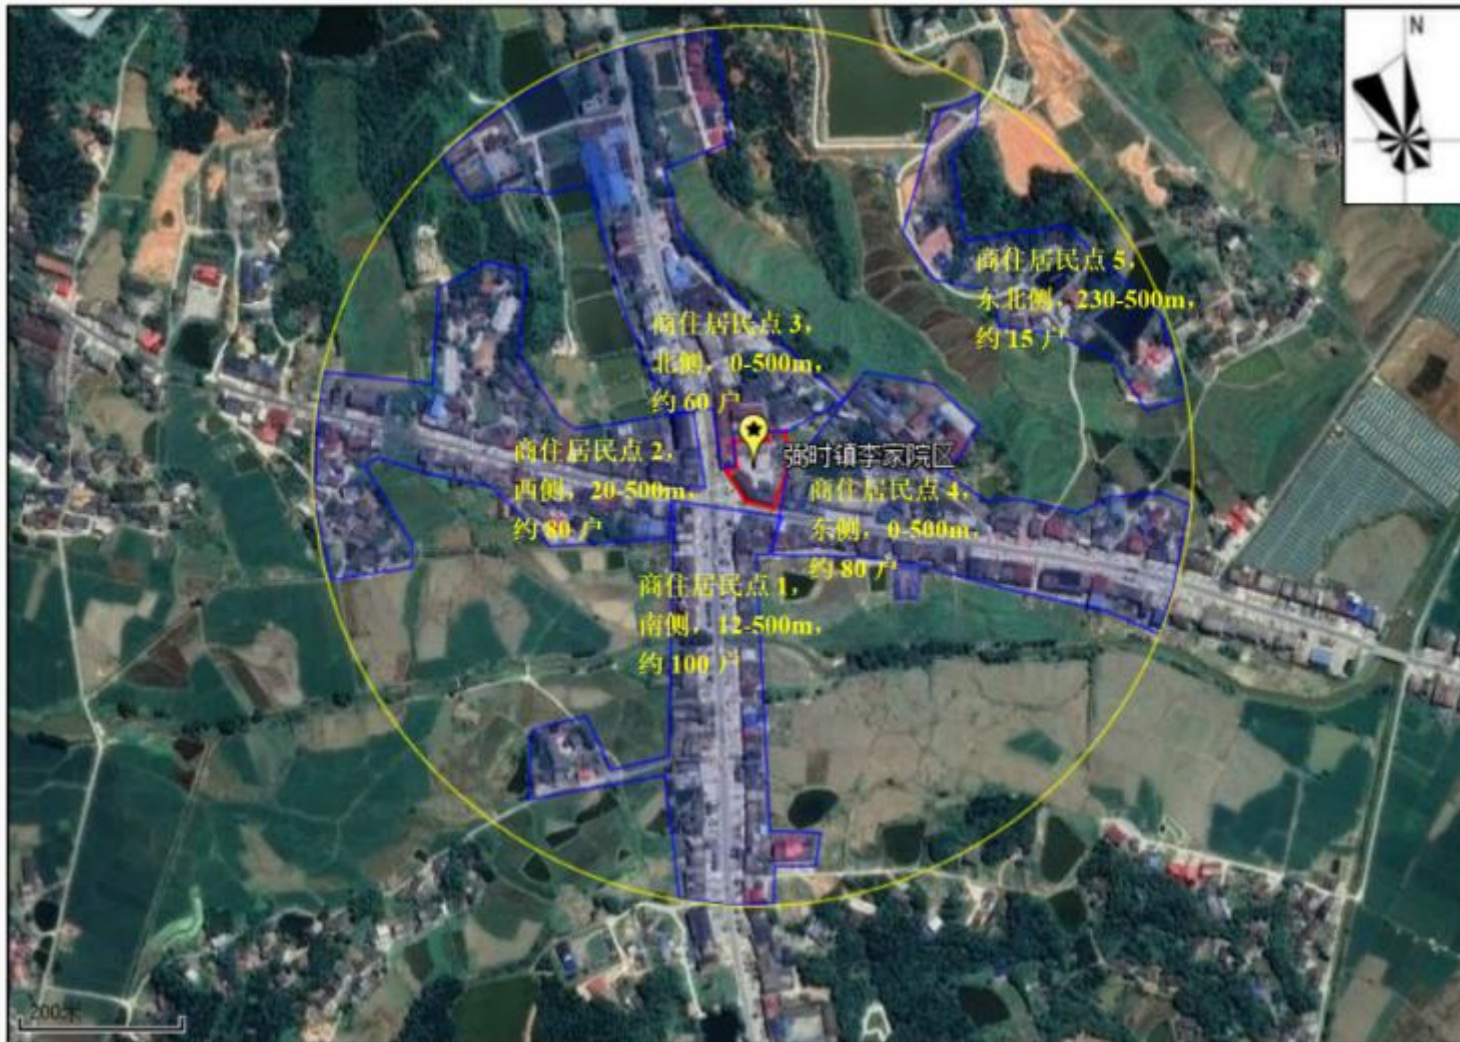 N
商住居民点 5，
东北侧，230-500m，
约 15 户
商住居民点 3，
北侧，0-500m，
约 60 户
弼时镇李家院区
商住居民点 2，
西侧，20-500m，
约 80 户
商住居民点 4，
东侧，0-500m，
约 80 户
商住居民点 1，
南侧，12-500m，
约 100 户
200米